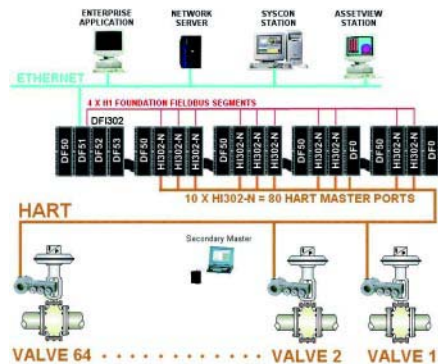 ENTERPRISE APPLICATION
NETWORK SERVER
SYSCON STATION
ASSETVIEW STATION
ETHERNET
4 X H1 FOUNDATION FIELDBUS SEGMENTS
DFI302
DF50 DF51 DF52 DF53 DF50 HI302-N HI302-N HI302-N DF50 HI302-N HI302-N HI302-N DF50 HI302-N HI302-N DF0 DF50 HI302-N HI302-N DF0
10 X HI302-N = 80 HART MASTER PORTS
HART
Secondary Master
VALVE 64 . . . . . . . . . . VALVE 2 VALVE 1